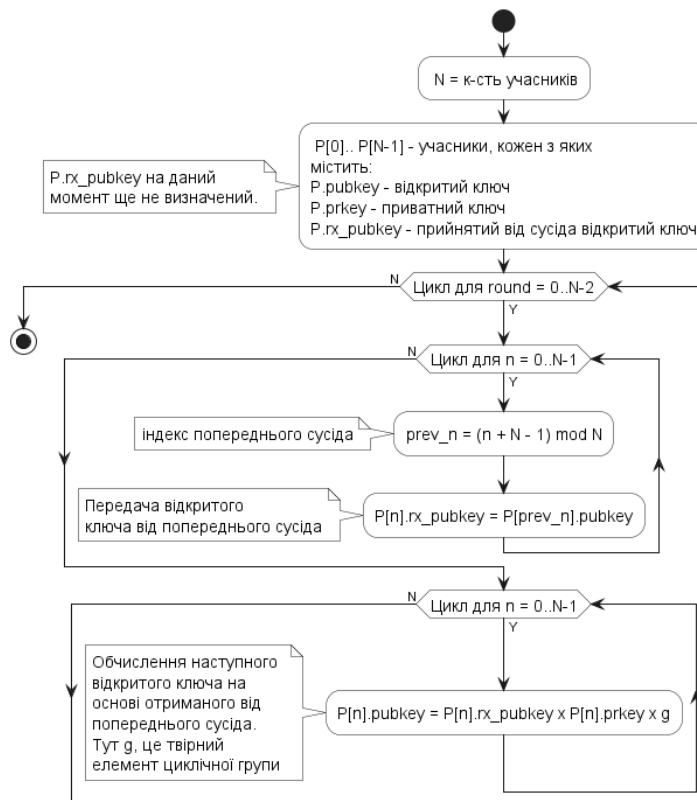 N = к-сть учасників
P[0].. P[N-1] - учасники, кожен з яких
містить:
P.pubkey - відкритий ключ
P.prkey - приватний ключ
P.rx_pubkey - прийнятий від сусіда відкритий ключ
P.rx_pubkey на даний
момент ще не визначений.
N
Цикл для round = 0..N-2
Y
N
Цикл для n = 0..N-1
Y
індекс попереднього сусіда
prev_n = (n + N - 1) mod N
Передача відкритого
ключа від попереднього сусіда
P[n].rx_pubkey = P[prev_n].pubkey
N
Цикл для n = 0..N-1
Y
Обчислення наступного
відкритого ключа на
основі отриманого від
попереднього сусіда.
Тут g, це твірний
елемент циклічної групи
P[n].pubkey = P[n].rx_pubkey x P[n].prkey x g